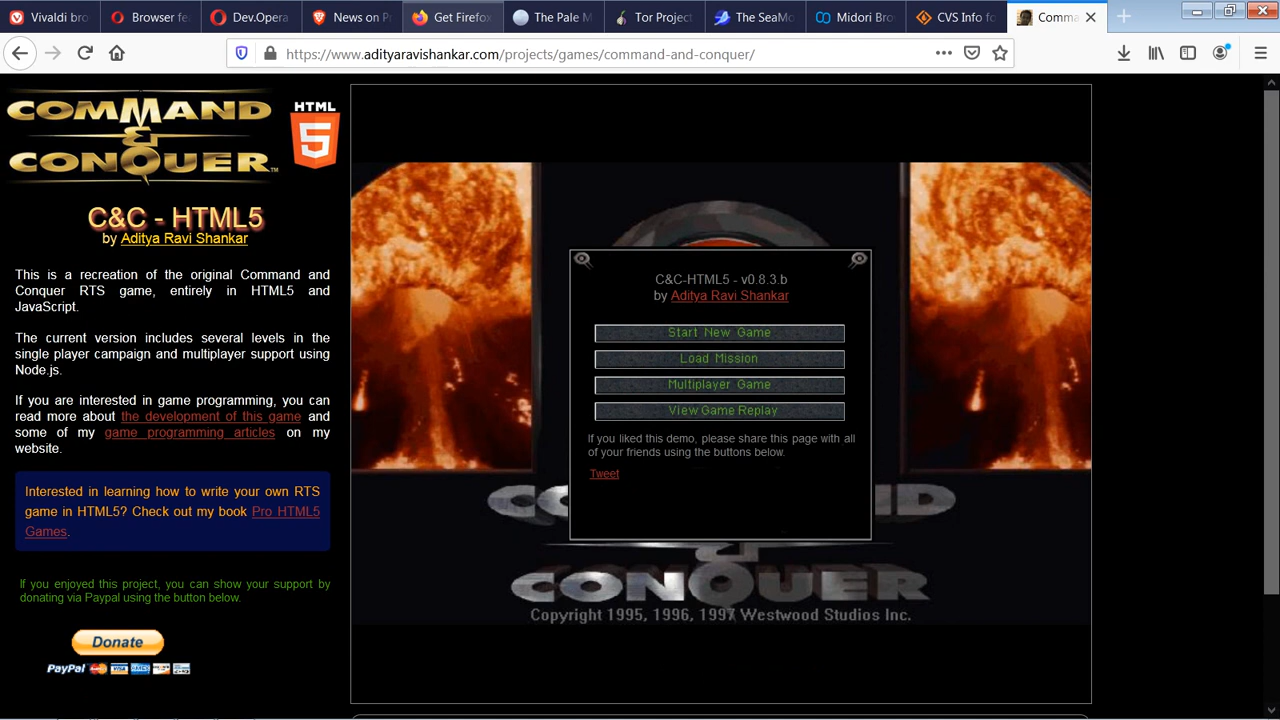 Vivaldi bro
Browser fe
Dev.Opera
News on P
Get Firefox
The Pale M
Tor Project
The SeaMo
Midori Bro
CVS Info fo
Comma
https://www.adityaravishankar.com/projects/games/command-and-conquer/
COMMAND
&
CONQUER™
HTML
5
C&C - HTML5
by Aditya Ravi Shankar
This is a recreation of the original Command and
Conquer RTS game, entirely in HTML5 and
JavaScript.
The current version includes several levels in the
single player campaign and multiplayer support using
Node.js.
If you are interested in game programming, you can
read more about the development of this game and
some of my game programming articles on my
website.
Interested in learning how to write your own RTS
game in HTML5? Check out my book Pro HTML5
Games.
If you enjoyed this project, you can show your support by
donating via Paypal using the button below.
Donate
PayPal
C&C-HTML5 - v0.8.3.b
by Aditya Ravi Shankar
Start New Game
Load Mission
Multiplayer Game
View Game Replay
If you liked this demo, please share this page with all
of your friends using the buttons below.
Tweet
CONQUER
Copyright 1995, 1996, 1997 Westwood Studios Inc.